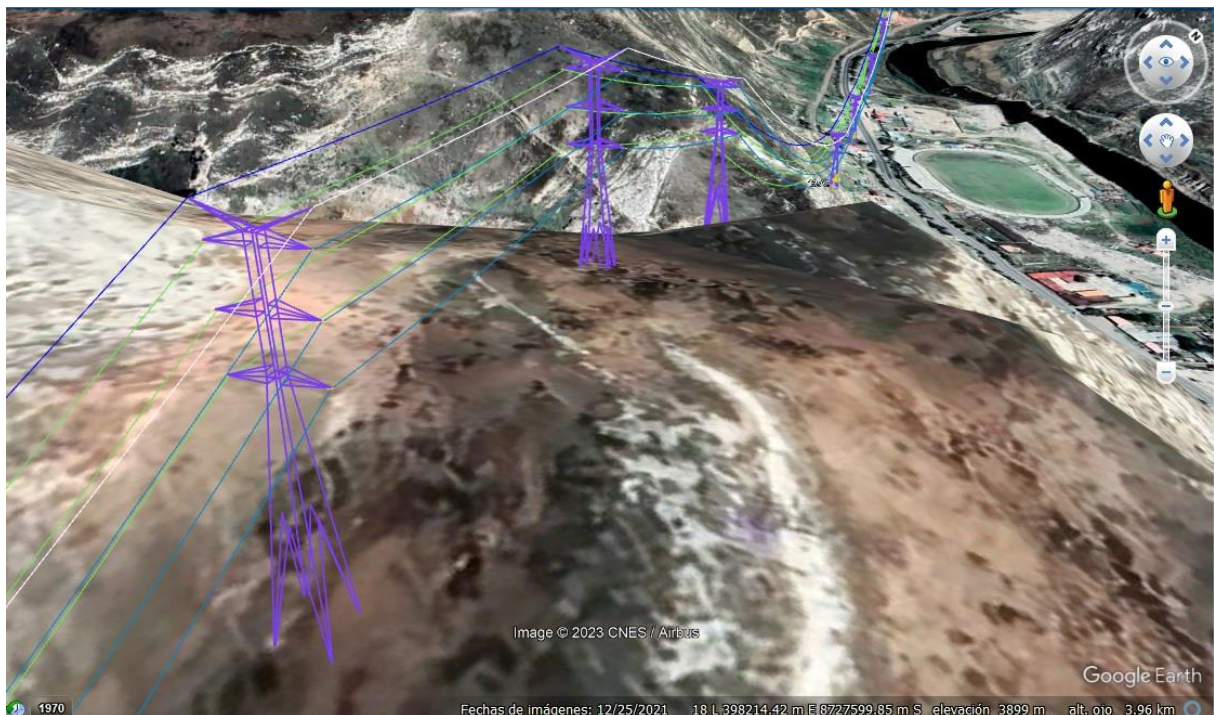 N
Image © 2023 CNES / Airbus
Google Earth
1970
Fechas de imágenes: 12/25/2021 18 L 398214.42 m E 8727599.85 m S elevación 3899 m alt. ojo 3.96 km